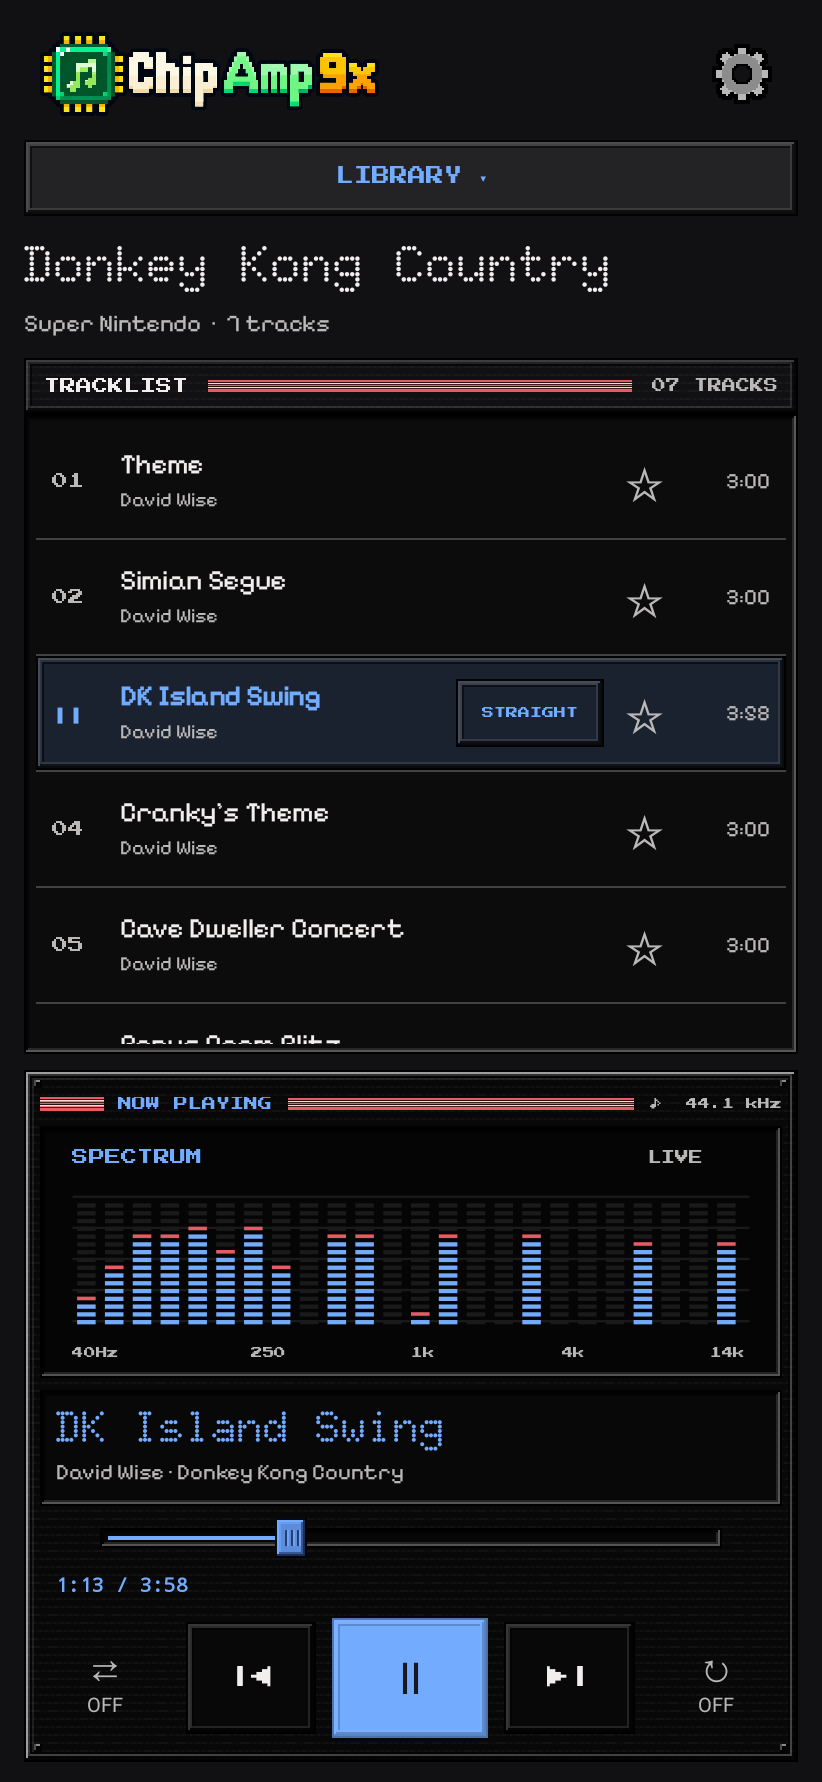 ChipAmp9x
LIBRARY ▾
Donkey Kong Country
Super Nintendo · 7 tracks
TRACKLIST 07 TRACKS
01 Theme 3:00
David Wise
02 Simian Segue 3:00
David Wise
DK Island Swing STRAIGHT 3:58
David Wise
04 Cranky's Theme 3:00
David Wise
05 Cave Dweller Concert 3:00
David Wise
Bonus Room Blitz
NOW PLAYING ♪ 44.1 kHz
SPECTRUM LIVE
40Hz 250 1k 4k 14k
DK Island Swing
David Wise · Donkey Kong Country
1:13 / 3:58
OFF OFF